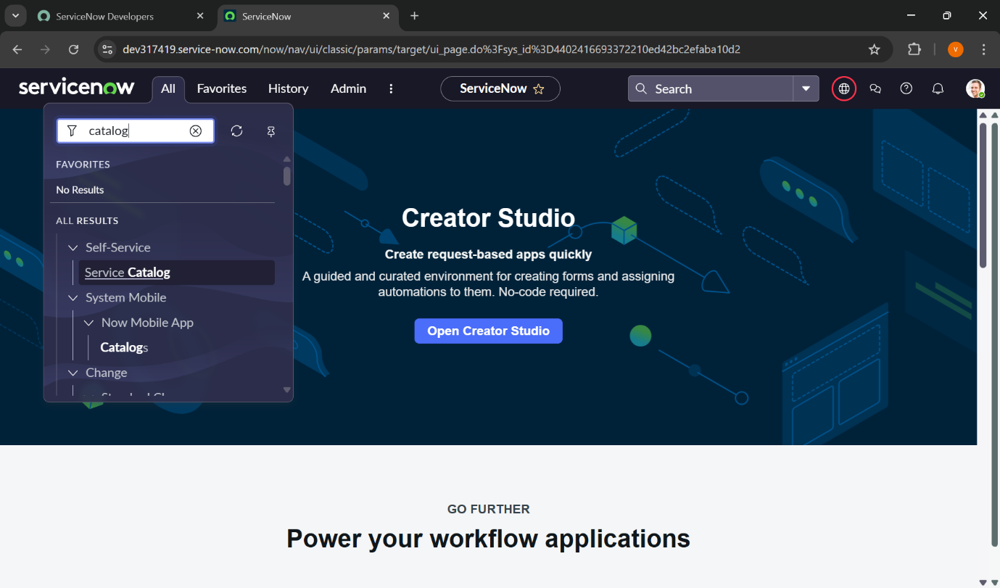 ServiceNow Developers
ServiceNow
dev317419.service-now.com/now/nav/ui/classic/params/target/ui_page.do%3Fsys_id%3D4402416693372210ed42bc2efaba10d2
V
servicenow
All
Favorites
History
Admin
ServiceNow
Search
catalog
FAVORITES
No Results
ALL RESULTS
Self-Service
Service Catalog
System Mobile
Now Mobile App
Catalogs
Change
Creator Studio
Create request-based apps quickly
A guided and curated environment for creating forms and assigning
automations to them. No-code required.
Open Creator Studio
GO FURTHER
Power your workflow applications